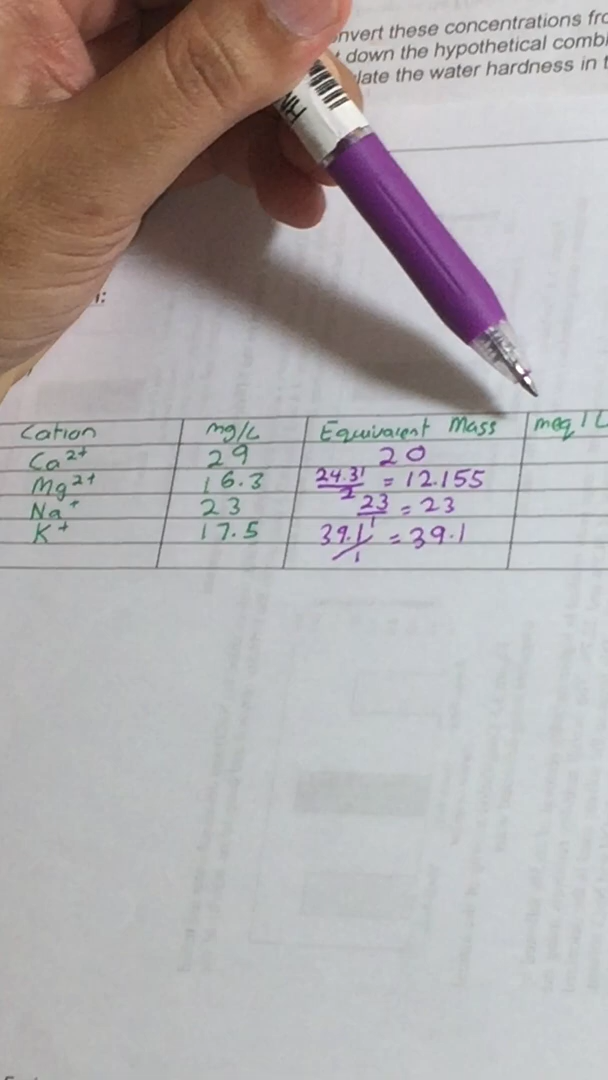 nvert these concentrations fro
down the hypothetical combi
late the water hardness in t
Cation mg/L Equivalent Mass meq/L
Ca2+ 29 20
Mg2+ 16.3 24.31/2 = 12.155
Na+ 23 23/1 = 23
K+ 17.5 39.1/1 = 39.1